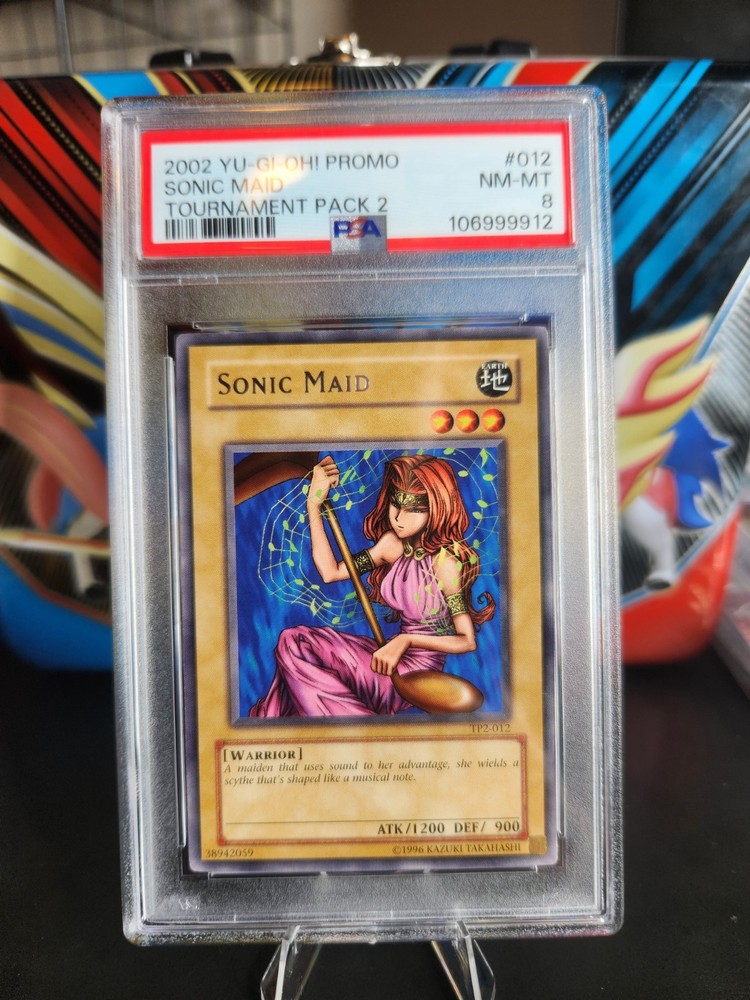 2002 YU-GI-OH! PROMO #012
SONIC MAID NM-MT
TOURNAMENT PACK 2 8
PSA 106999912
SONIC MAID
EARTH
地
TP2-012
[WARRIOR]
A maiden that uses sound to her advantage, she wields a
scythe that's shaped like a musical note.
ATK/1200 DEF/ 900
38942059 ©1996 KAZUKI TAKAHASHI